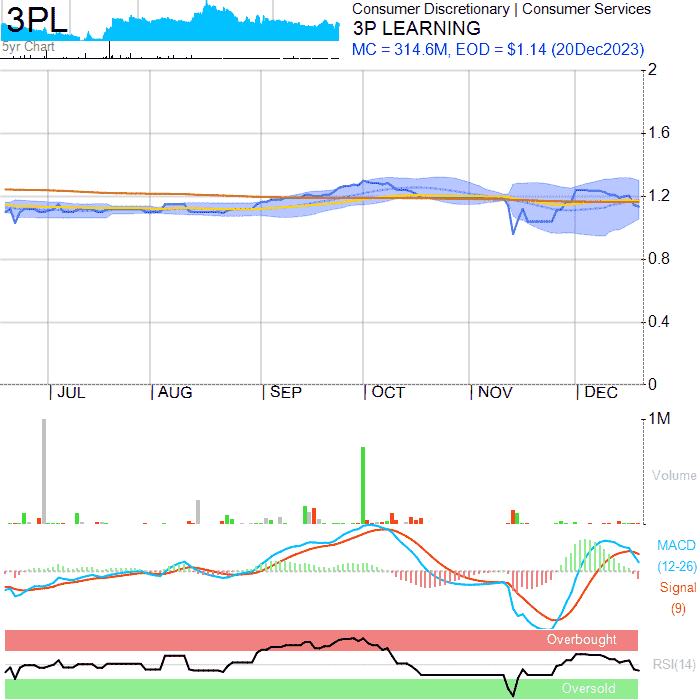 3PL
5yr Chart
Consumer Discretionary | Consumer Services
3P LEARNING
MC = 314.6M, EOD = $1.14 (20Dec2023)
2
1.6
1.2
0.8
0.4
0
JUL AUG SEP OCT NOV DEC
1M
Volume
MACD
(12-26)
Signal
(9)
Overbought
RSI(14)
Oversold